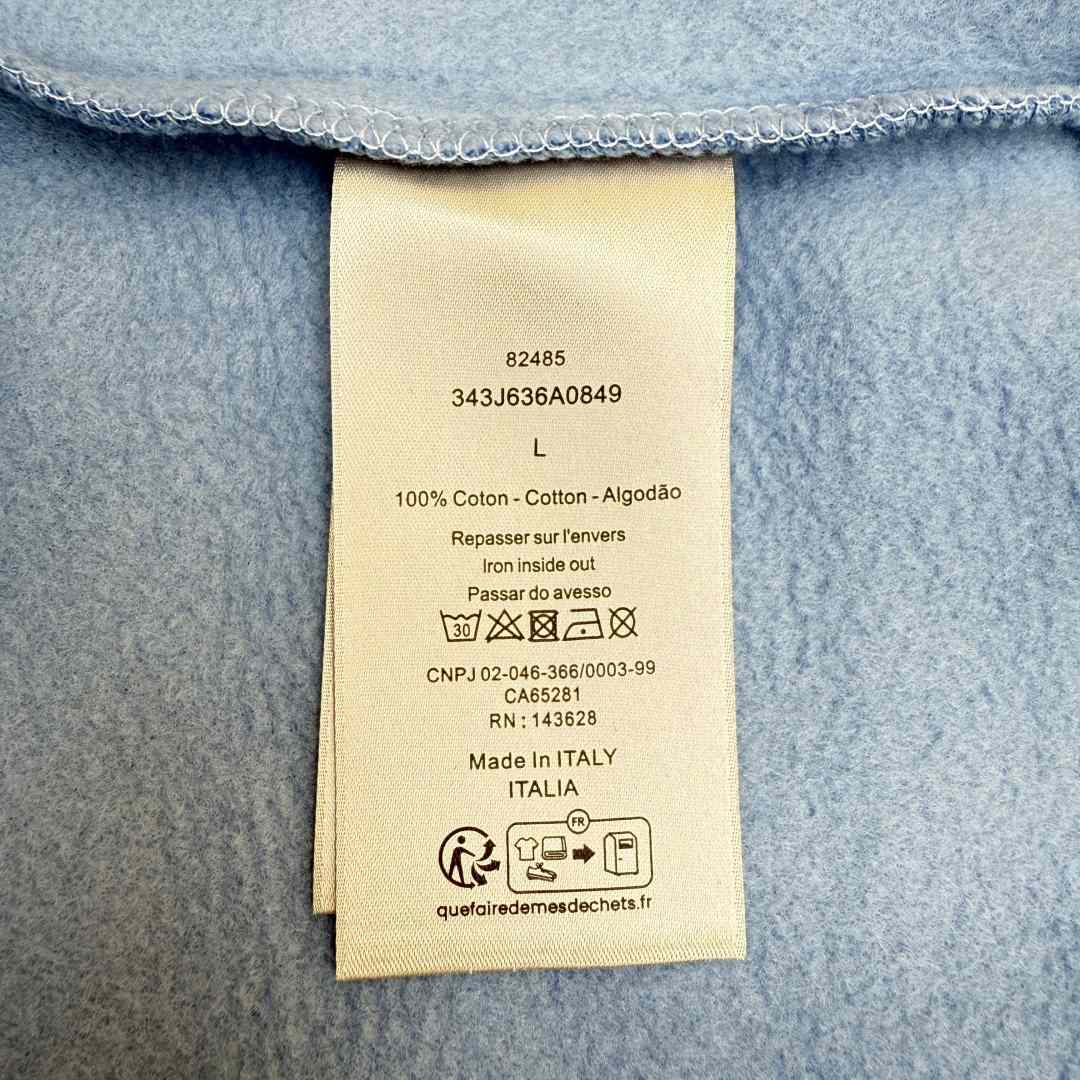 82485
343J636A0849
L
100% Coton - Cotton - Algodão
Repasser sur l'envers
Iron inside out
Passar do avesso
30
CNPJ 02-046-366/0003-99
CA65281
RN : 143628
Made In ITALY
ITALIA
FR
quefairedemesdechets.fr